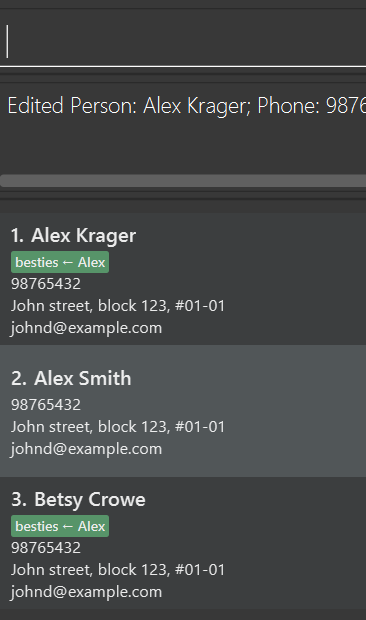 Edited Person: Alex Krager; Phone: 9876
1. Alex Krager
besties ← Alex
98765432
John street, block 123, #01-01
johnd@example.com
2. Alex Smith
98765432
John street, block 123, #01-01
johnd@example.com
3. Betsy Crowe
besties ← Alex
98765432
John street, block 123, #01-01
johnd@example.com